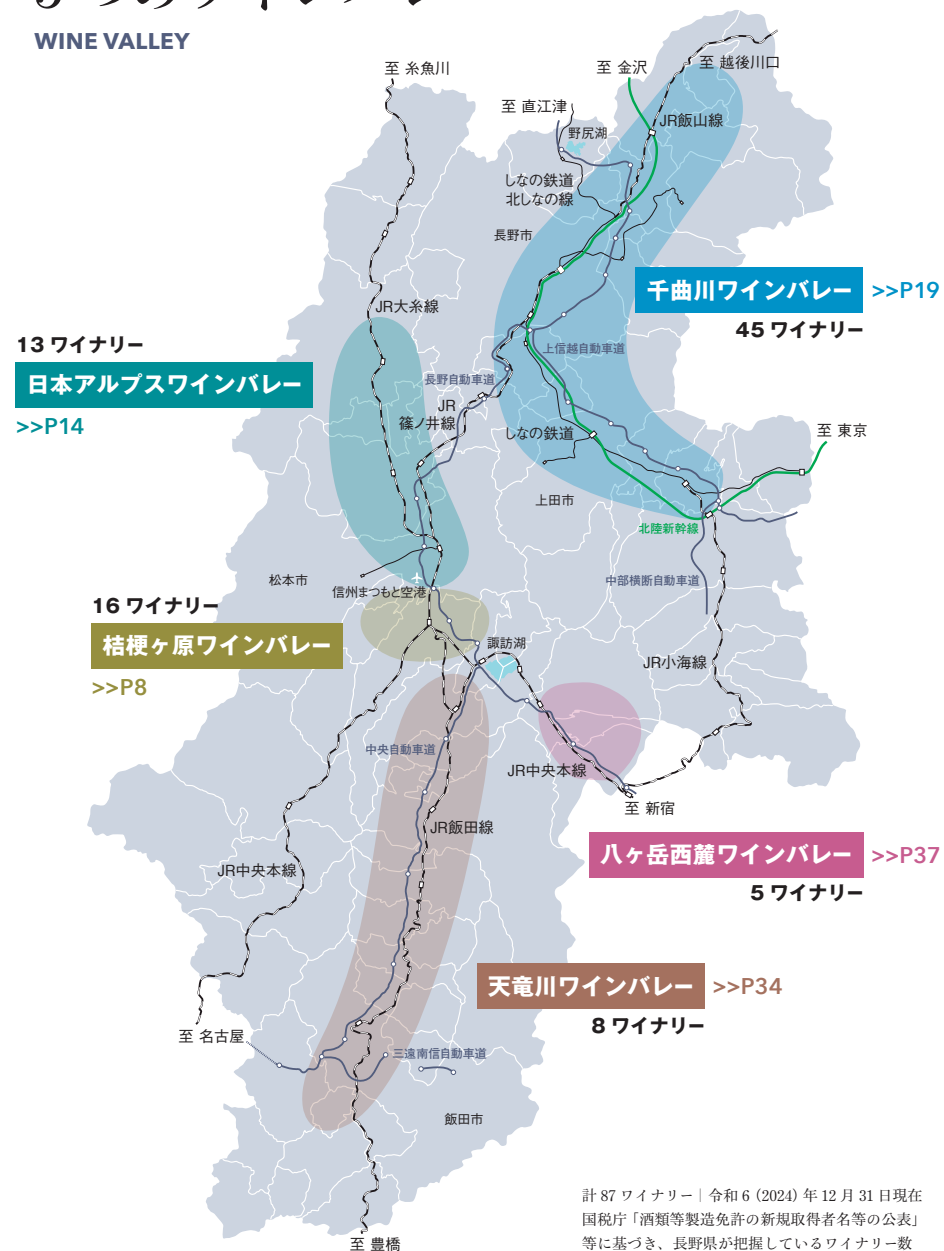 WINE VALLEY
至 糸魚川
至 金沢
至 越後川口
至 直江津
野尻湖
JR飯山線
しなの鉄道
北しなの線
長野市
千曲川ワインバレー >>P19
45 ワイナリー
JR大糸線
13 ワイナリー
日本アルプスワインバレー
>>P14
上信越自動車道
長野自動車道
JR
篠ノ井線
しなの鉄道
至 東京
上田市
北陸新幹線
松本市
信州まつもと空港
中部横断自動車道
16 ワイナリー
桔梗ヶ原ワインバレー
>>P8
諏訪湖
JR小海線
中央自動車道
JR中央本線
至 新宿
JR飯田線
八ヶ岳西麓ワインバレー >>P37
5 ワイナリー
JR中央本線
天竜川ワインバレー >>P34
8 ワイナリー
至 名古屋
三遠南信自動車道
飯田市
至 豊橋
計 87 ワイナリー｜令和 6 (2024) 年 12 月 31 日現在
国税庁「酒類等製造免許の新規取得者名等の公表」
等に基づき、長野県が把握しているワイナリー数